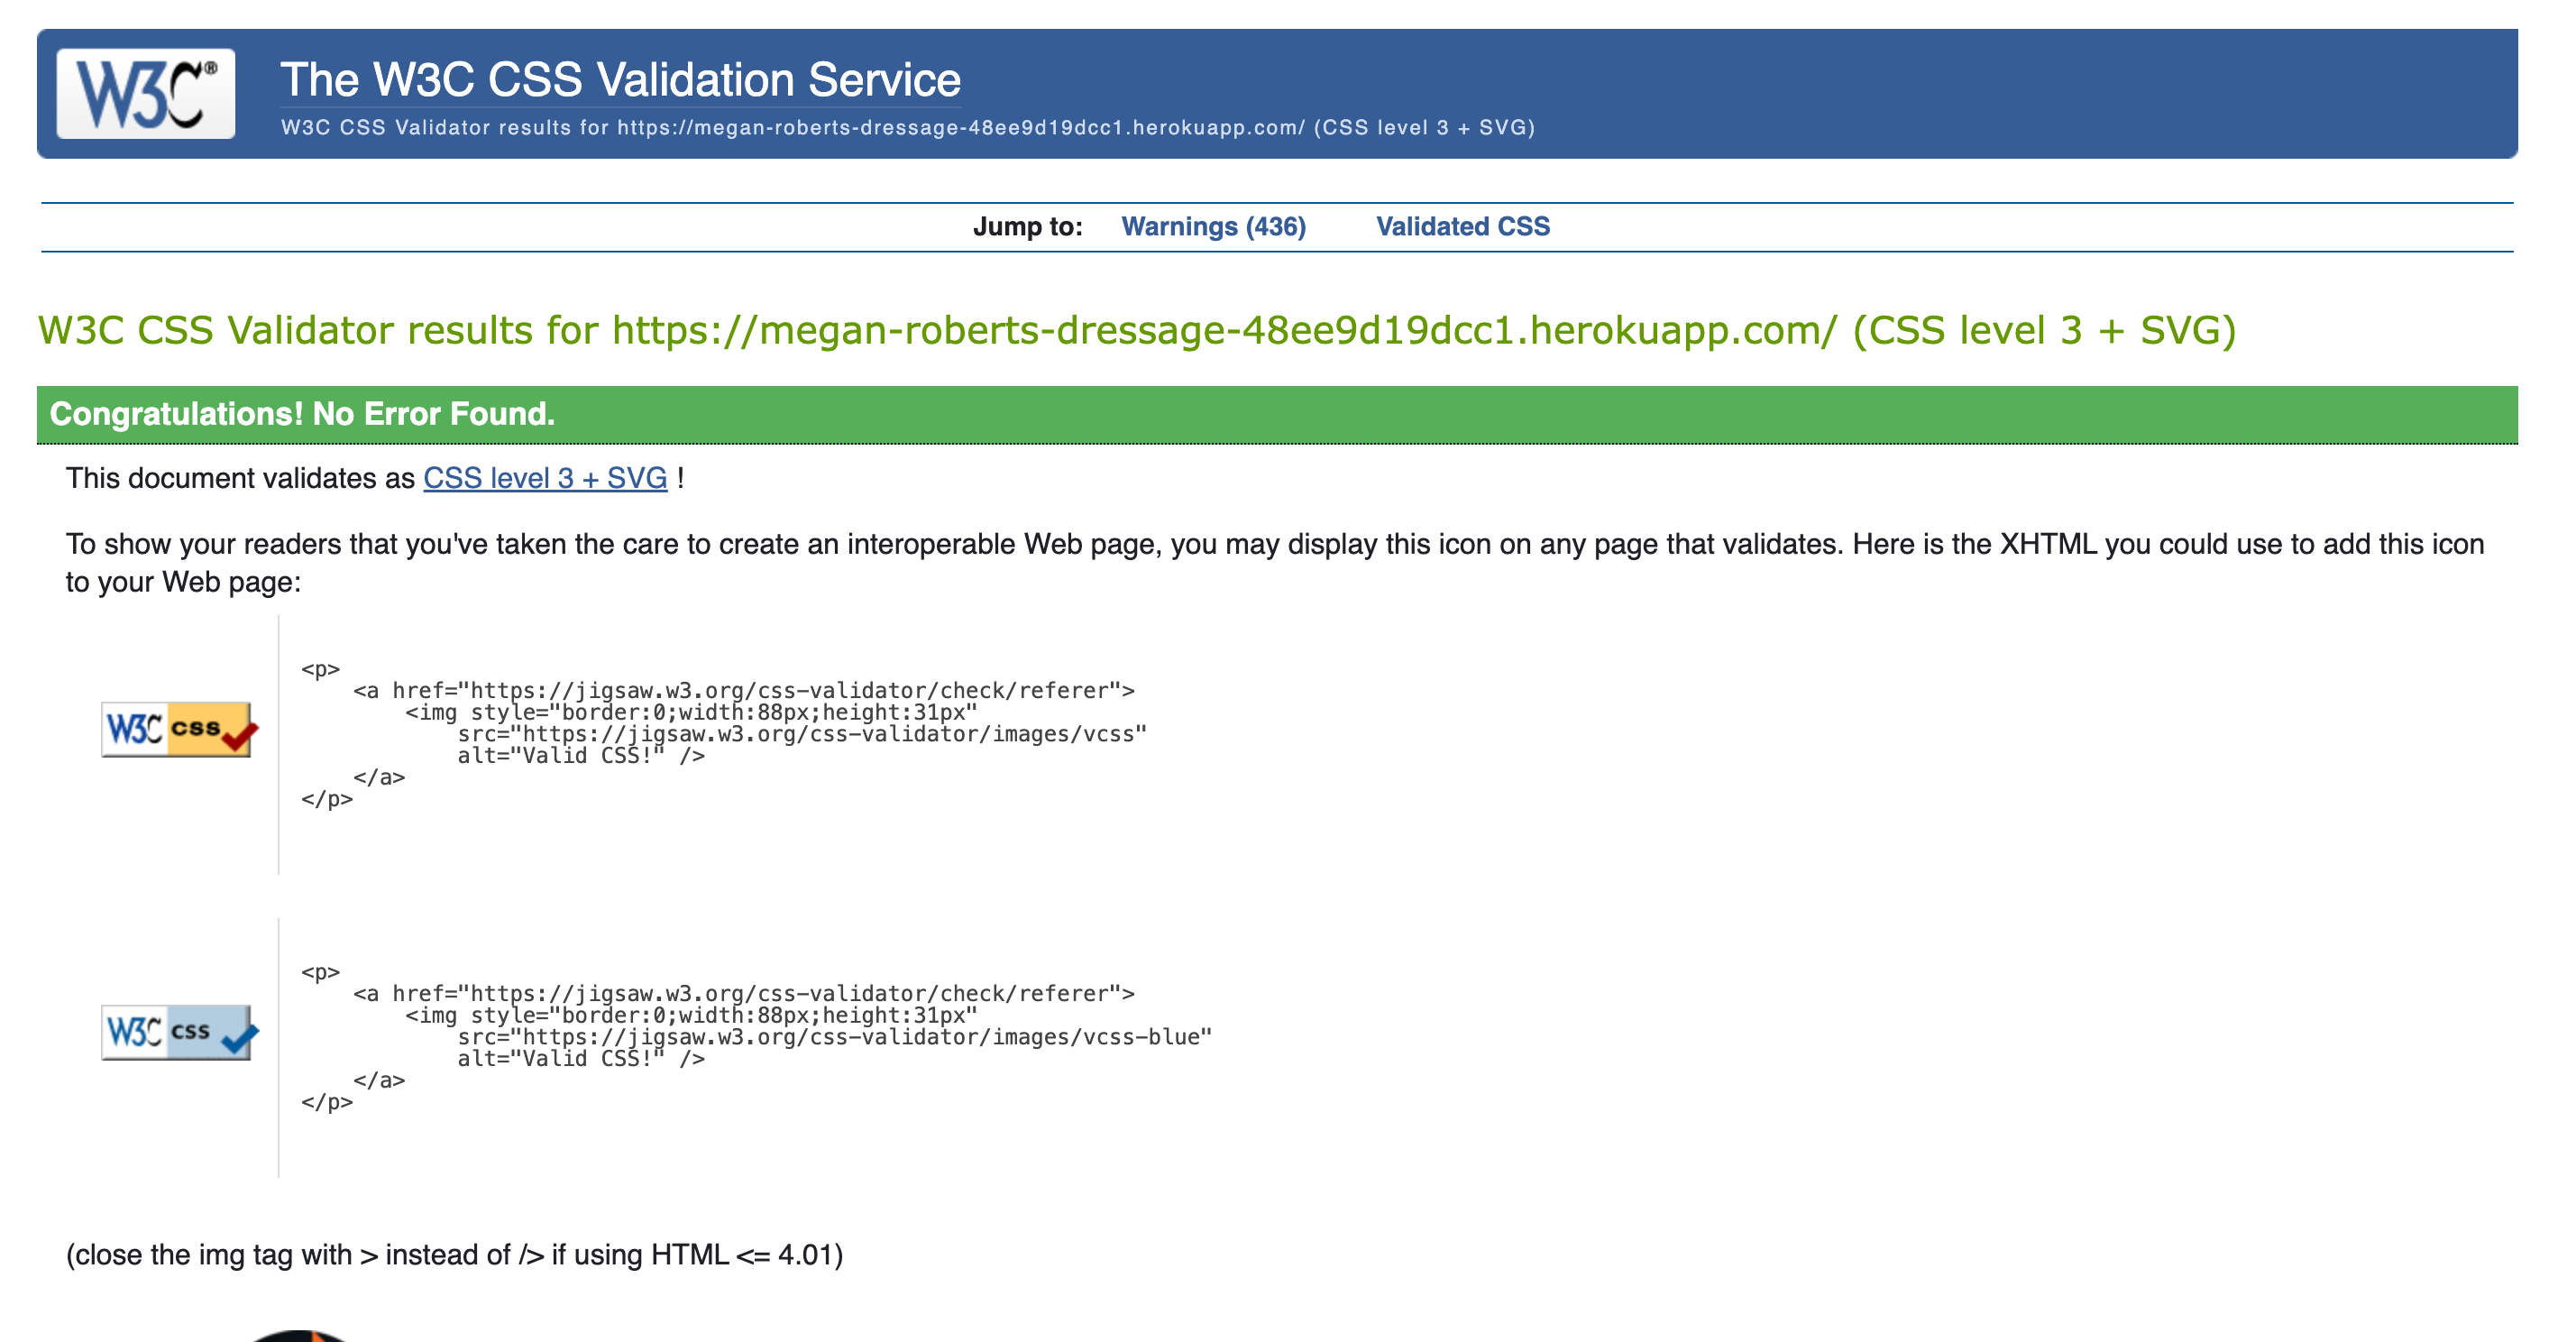 W3C®
The W3C CSS Validation Service
W3C CSS Validator results for https://megan-roberts-dressage-48ee9d19dcc1.herokuapp.com/ (CSS level 3 + SVG)
Jump to: Warnings (436) Validated CSS
W3C CSS Validator results for https://megan-roberts-dressage-48ee9d19dcc1.herokuapp.com/ (CSS level 3 + SVG)
Congratulations! No Error Found.
This document validates as CSS level 3 + SVG !
To show your readers that you've taken the care to create an interoperable Web page, you may display this icon on any page that validates. Here is the XHTML you could use to add this icon
to your Web page:
W3C css
<p>
    <a href="https://jigsaw.w3.org/css-validator/check/referer">
        <img style="border:0;width:88px;height:31px"
            src="https://jigsaw.w3.org/css-validator/images/vcss"
            alt="Valid CSS!" />
    </a>
</p>
W3C css
<p>
    <a href="https://jigsaw.w3.org/css-validator/check/referer">
        <img style="border:0;width:88px;height:31px"
            src="https://jigsaw.w3.org/css-validator/images/vcss-blue"
            alt="Valid CSS!" />
    </a>
</p>
(close the img tag with > instead of /> if using HTML <= 4.01)